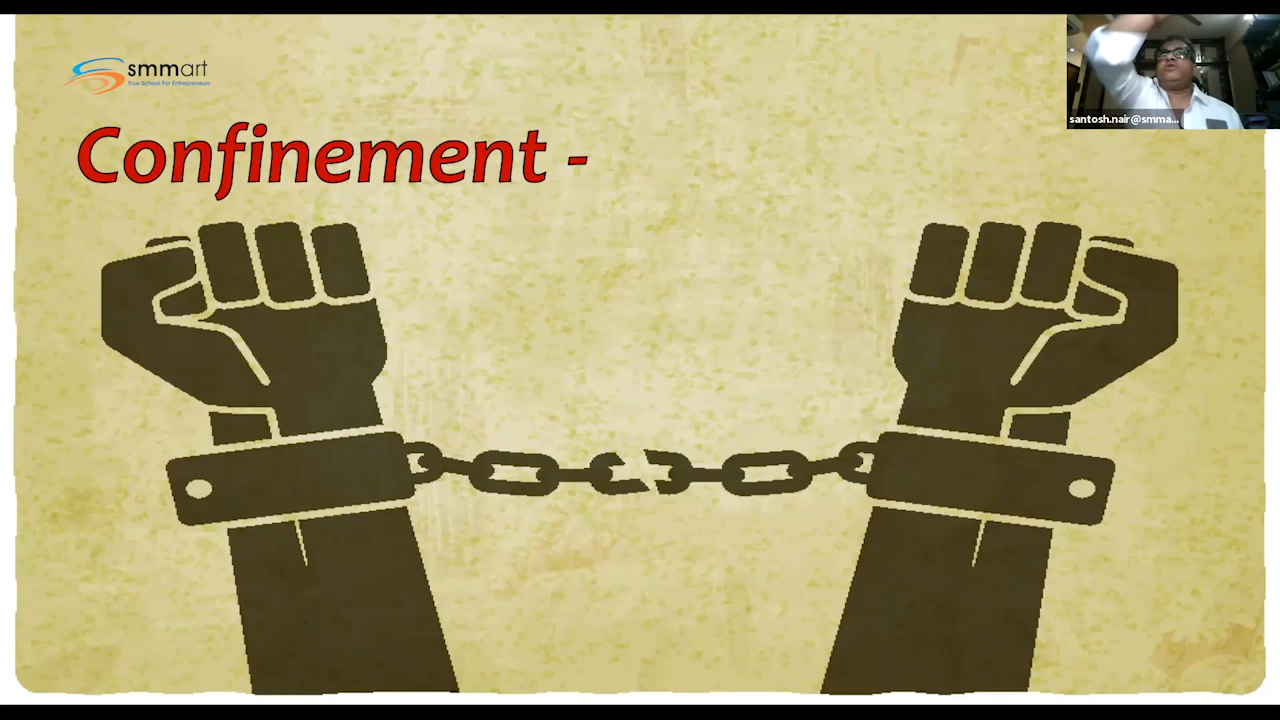 smmart
True School For Entrepreneurs
Confinement -
santosh.nair@smma...